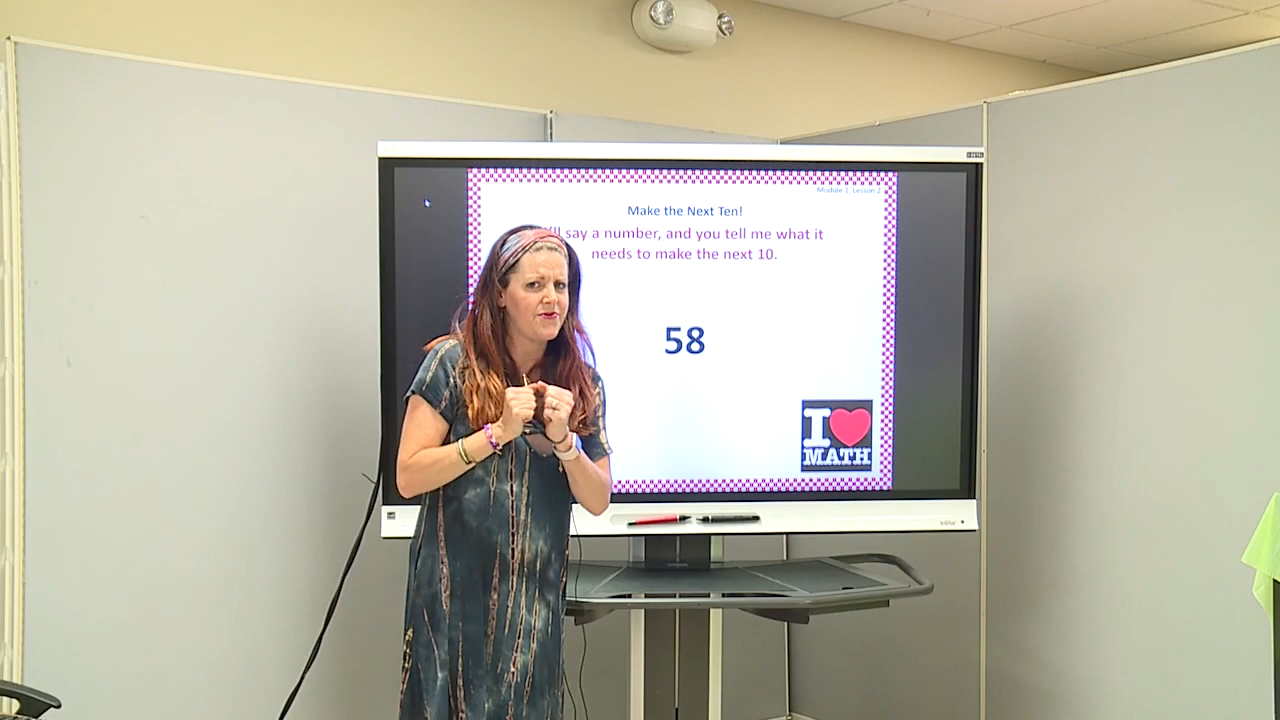 Module 1, Lesson 2
Make the Next Ten!
I'll say a number, and you tell me what it
needs to make the next 10.
58
I
MATH